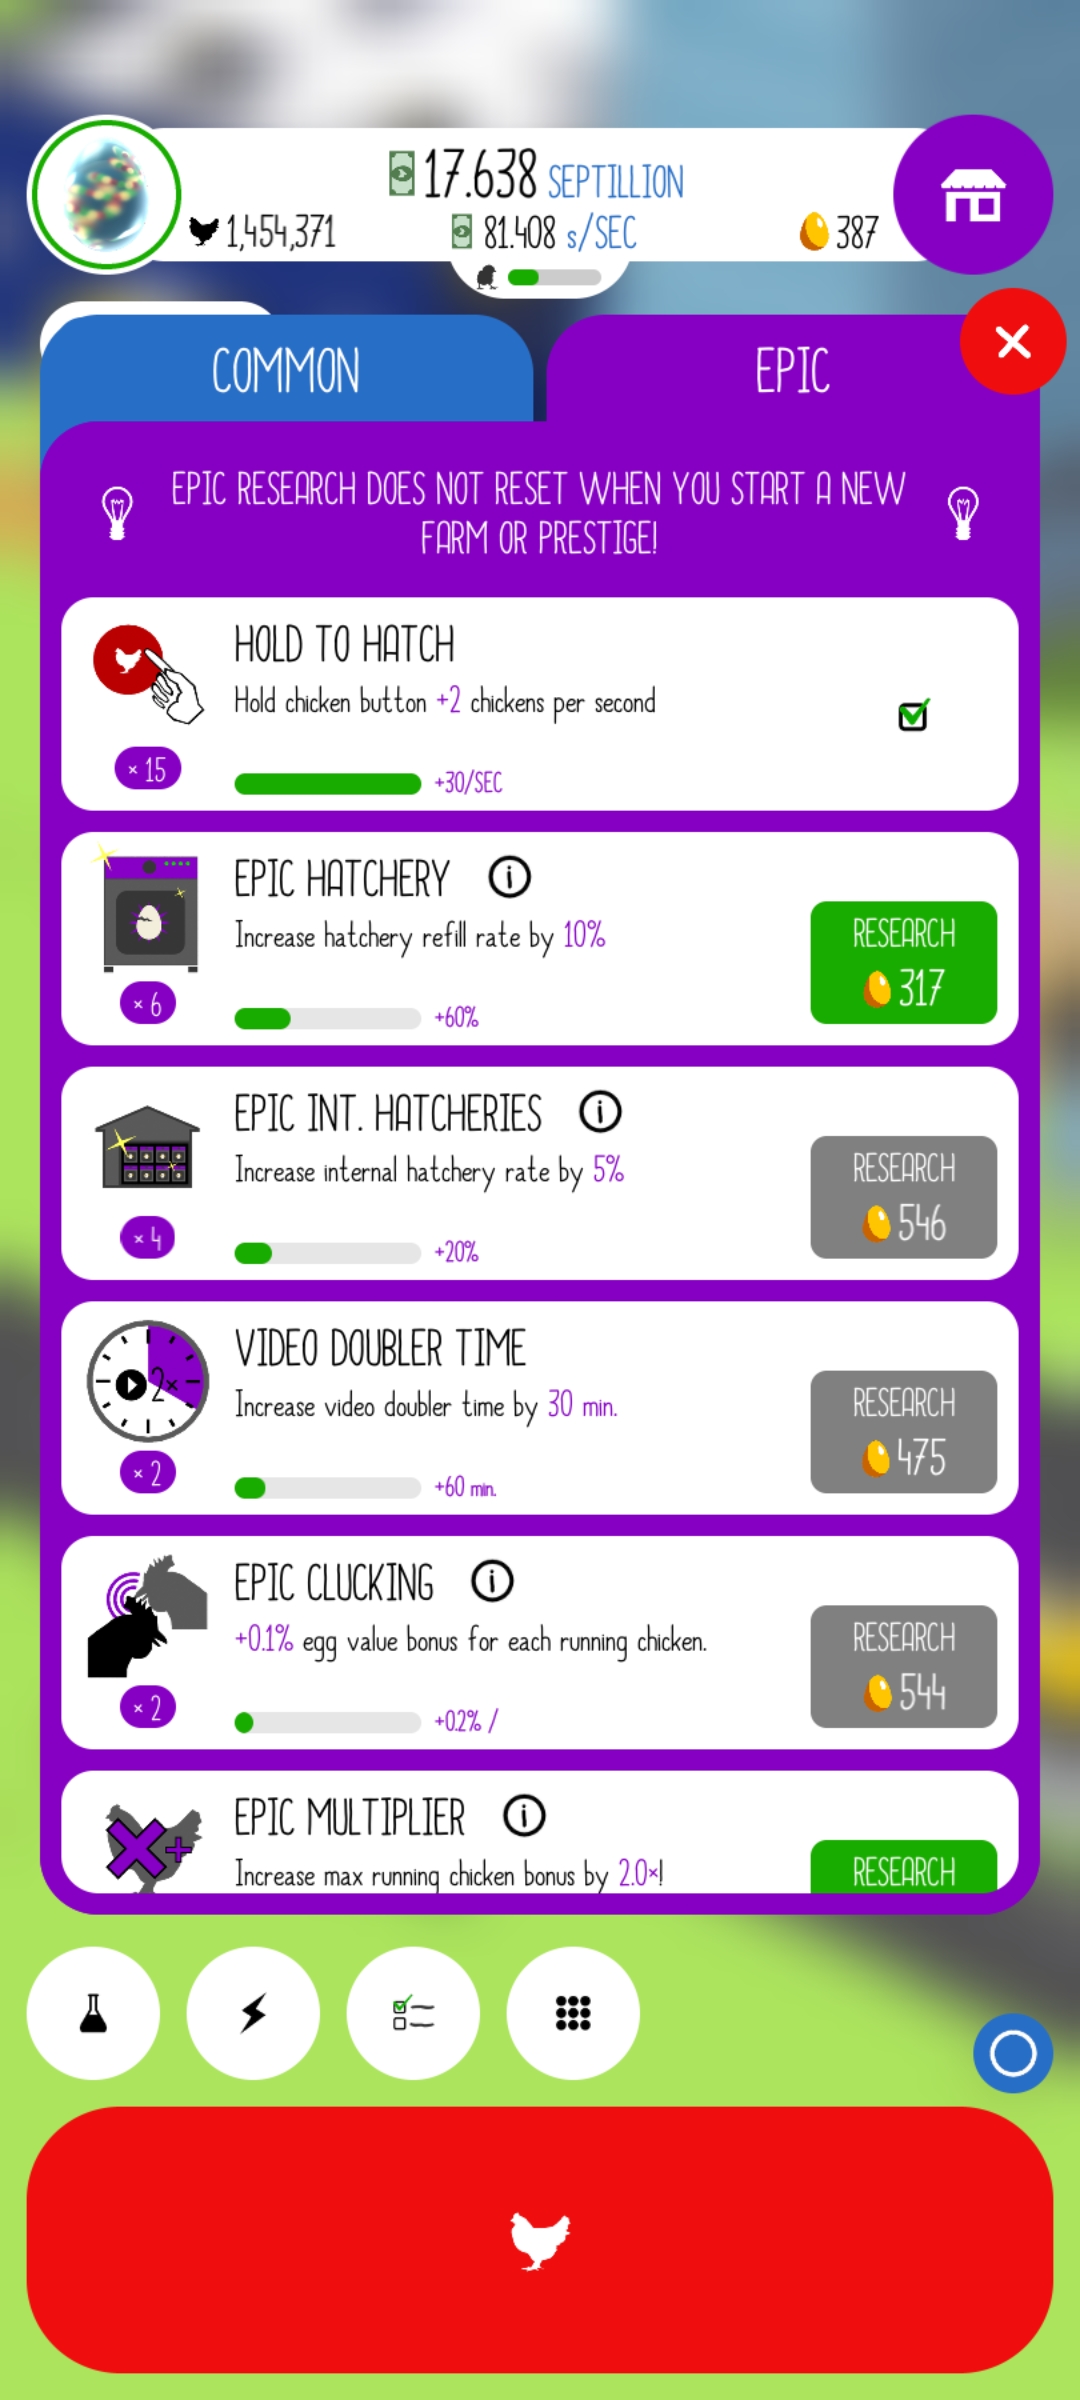 17.638 SEPTILLION
1,454,371
81.408 s/SEC
387
COMMON
EPIC
EPIC RESEARCH DOES NOT RESET WHEN YOU START A NEW
FARM OR PRESTIGE!
HOLD TO HATCH
Hold chicken button +2 chickens per second
× 15
+30/SEC
EPIC HATCHERY
Increase hatchery refill rate by 10%
× 6
+60%
RESEARCH
317
EPIC INT. HATCHERIES
Increase internal hatchery rate by 5%
× 4
+20%
RESEARCH
546
VIDEO DOUBLER TIME
Increase video doubler time by 30 min.
2×
× 2
+60 min.
RESEARCH
475
EPIC CLUCKING
+0.1% egg value bonus for each running chicken.
× 2
+0.2% /
RESEARCH
544
EPIC MULTIPLIER
Increase max running chicken bonus by 2.0×!
RESEARCH